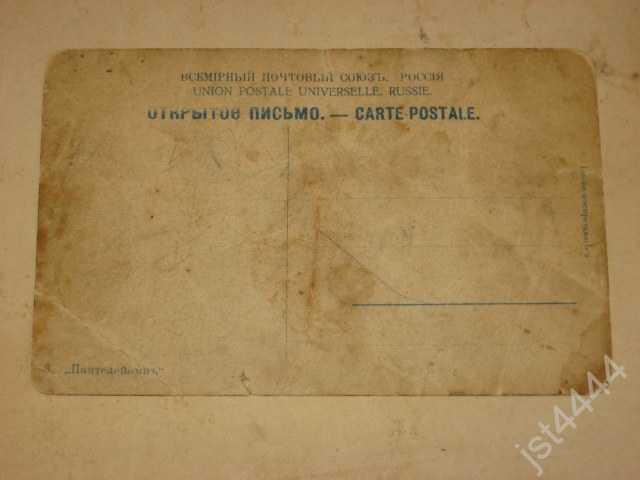 ВСЕМІРНЫЙ ПОЧТОВЫЙ СОЮЗЪ. РОССІЯ
UNION POSTALE UNIVERSELLE, RUSSIE.
ОТКРЫТОЕ ПИСЬМО. — CARTE POSTALE.
„Пантелеймонъ“
jst4444